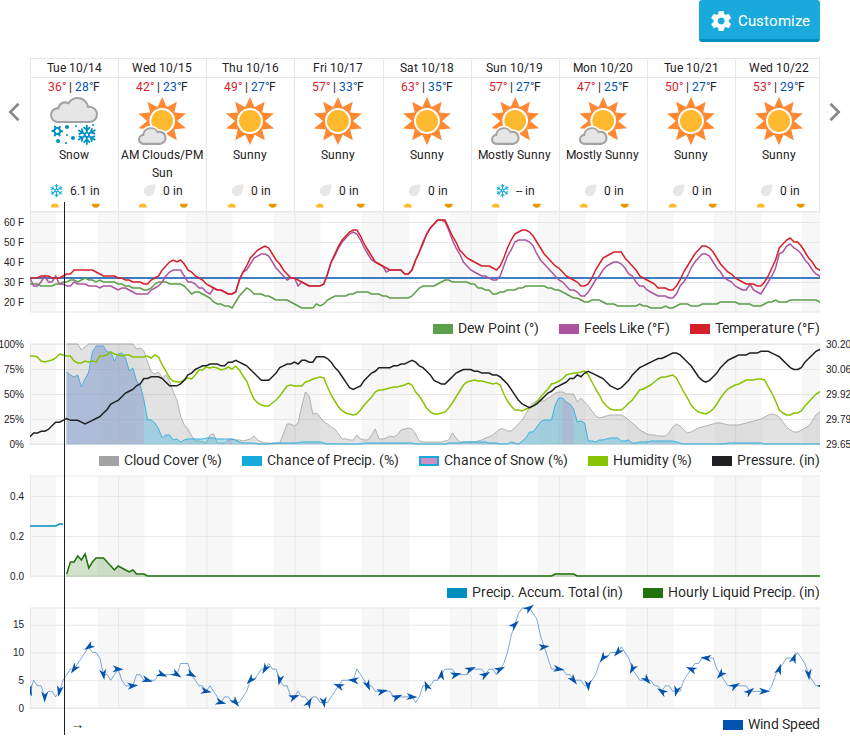 Customize
Tue 10/14 Wed 10/15 Thu 10/16 Fri 10/17 Sat 10/18 Sun 10/19 Mon 10/20 Tue 10/21 Wed 10/22
36° | 28°F 42° | 23°F 49° | 27°F 57° | 33°F 63° | 35°F 57° | 27°F 47° | 25°F 50° | 27°F 53° | 29°F
Snow AM Clouds/PM Sunny Sunny Sunny Mostly Sunny Mostly Sunny Sunny Sunny
Sun
6.1 in 0 in 0 in 0 in 0 in -- in 0 in 0 in 0 in
60 F
50 F
40 F
30 F
20 F
Dew Point (°) Feels Like (°F) Temperature (°F)
100% 30.20
75% 30.06
50% 29.92
25% 29.79
0% 29.65
Cloud Cover (%) Chance of Precip. (%) Chance of Snow (%) Humidity (%) Pressure. (in)
0.4
0.2
0.0
Precip. Accum. Total (in) Hourly Liquid Precip. (in)
15
10
5
0
→ Wind Speed